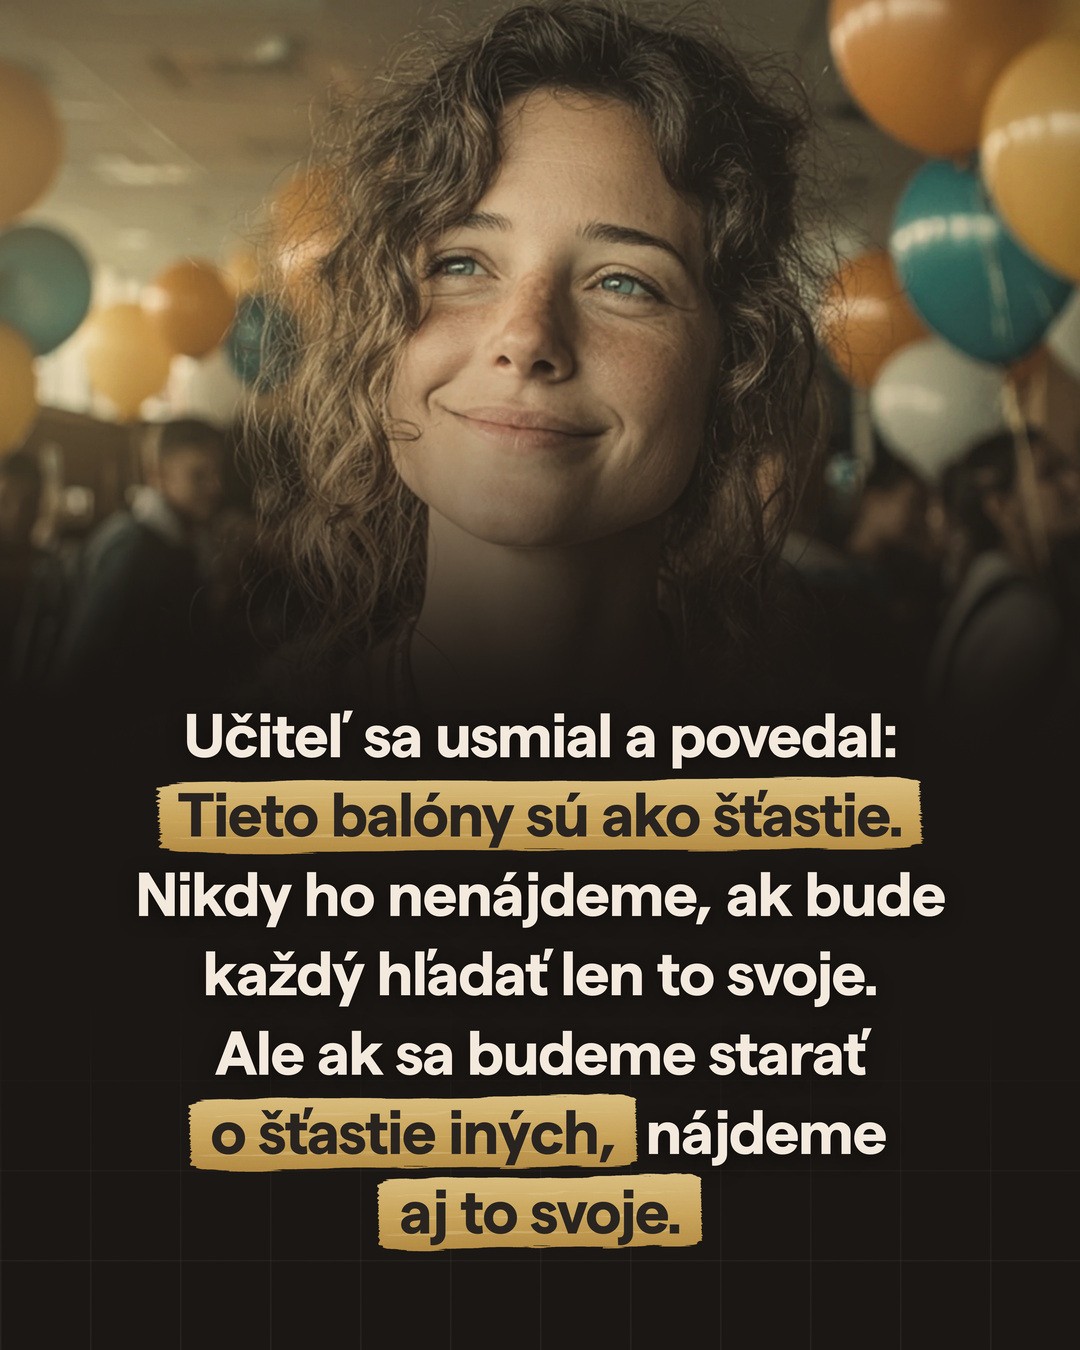 Učiteľ sa usmial a povedal:
Tieto balóny sú ako šťastie.
Nikdy ho nenájdeme, ak bude
každý hľadať len to svoje.
Ale ak sa budeme starať
o šťastie iných, nájdeme
aj to svoje.